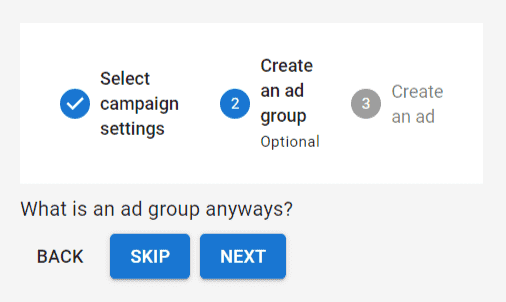 Select
campaign
settings
2
Create
an ad
group
Optional
3
Create
an ad
What is an ad group anyways?
BACK
SKIP
NEXT